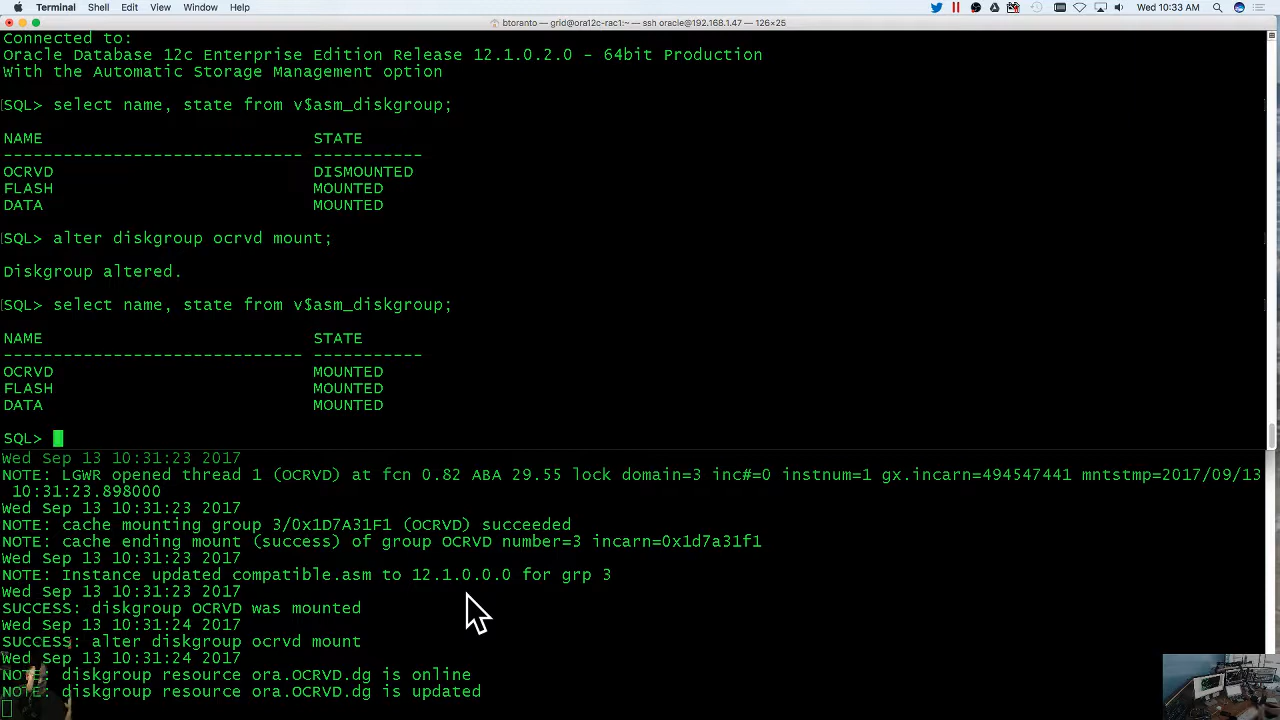 Terminal Shell Edit View Window Help Wed Sep 13 10:33 AM
btoranto — grid@ora12c-rac1:~ — ssh oracle@192.168.1.47 — 126×25
Connected to:
Oracle Database 12c Enterprise Edition Release 12.1.0.2.0 - 64bit Production
With the Automatic Storage Management option
[SQL> select name, state from v$asm_diskgroup;
NAME STATE
------------------------------ -----------
OCRVD DISMOUNTED
FLASH MOUNTED
DATA MOUNTED
[SQL> alter diskgroup ocrvd mount;
Diskgroup altered.
[SQL> select name, state from v$asm_diskgroup;
NAME STATE
------------------------------ -----------
OCRVD MOUNTED
FLASH MOUNTED
DATA MOUNTED
SQL>
Wed Sep 13 10:31:23 2017
NOTE: LGWR opened thread 1 (OCRVD) at fcn 0.82 ABA 29.55 lock domain=3 inc#=0 instnum=1 gx.incarn=494547441 mntstmp=2017/09/13
10:31:23.898000
Wed Sep 13 10:31:23 2017
NOTE: cache mounting group 3/0x1D7A31F1 (OCRVD) succeeded
NOTE: cache ending mount (success) of group OCRVD number=3 incarn=0x1d7a31f1
Wed Sep 13 10:31:23 2017
NOTE: Instance updated compatible.asm to 12.1.0.0.0 for grp 3
Wed Sep 13 10:31:23 2017
SUCCESS: diskgroup OCRVD was mounted
Wed Sep 13 10:31:24 2017
SUCCESS: alter diskgroup ocrvd mount
Wed Sep 13 10:31:24 2017
NOTE: diskgroup resource ora.OCRVD.dg is online
NOTE: diskgroup resource ora.OCRVD.dg is updated